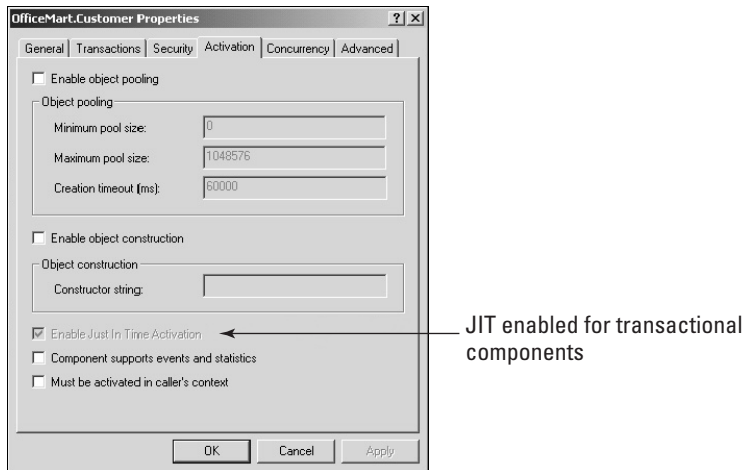 OfficeMart.Customer Properties
General Transactions Security Activation Concurrency Advanced
Enable object pooling
Object pooling
Minimum pool size: 0
Maximum pool size: 1048576
Creation timeout (ms): 60000
Enable object construction
Object construction
Constructor string:
Enable Just In Time Activation
JIT enabled for transactional
components
Component supports events and statistics
Must be activated in caller's context
OK Cancel Apply